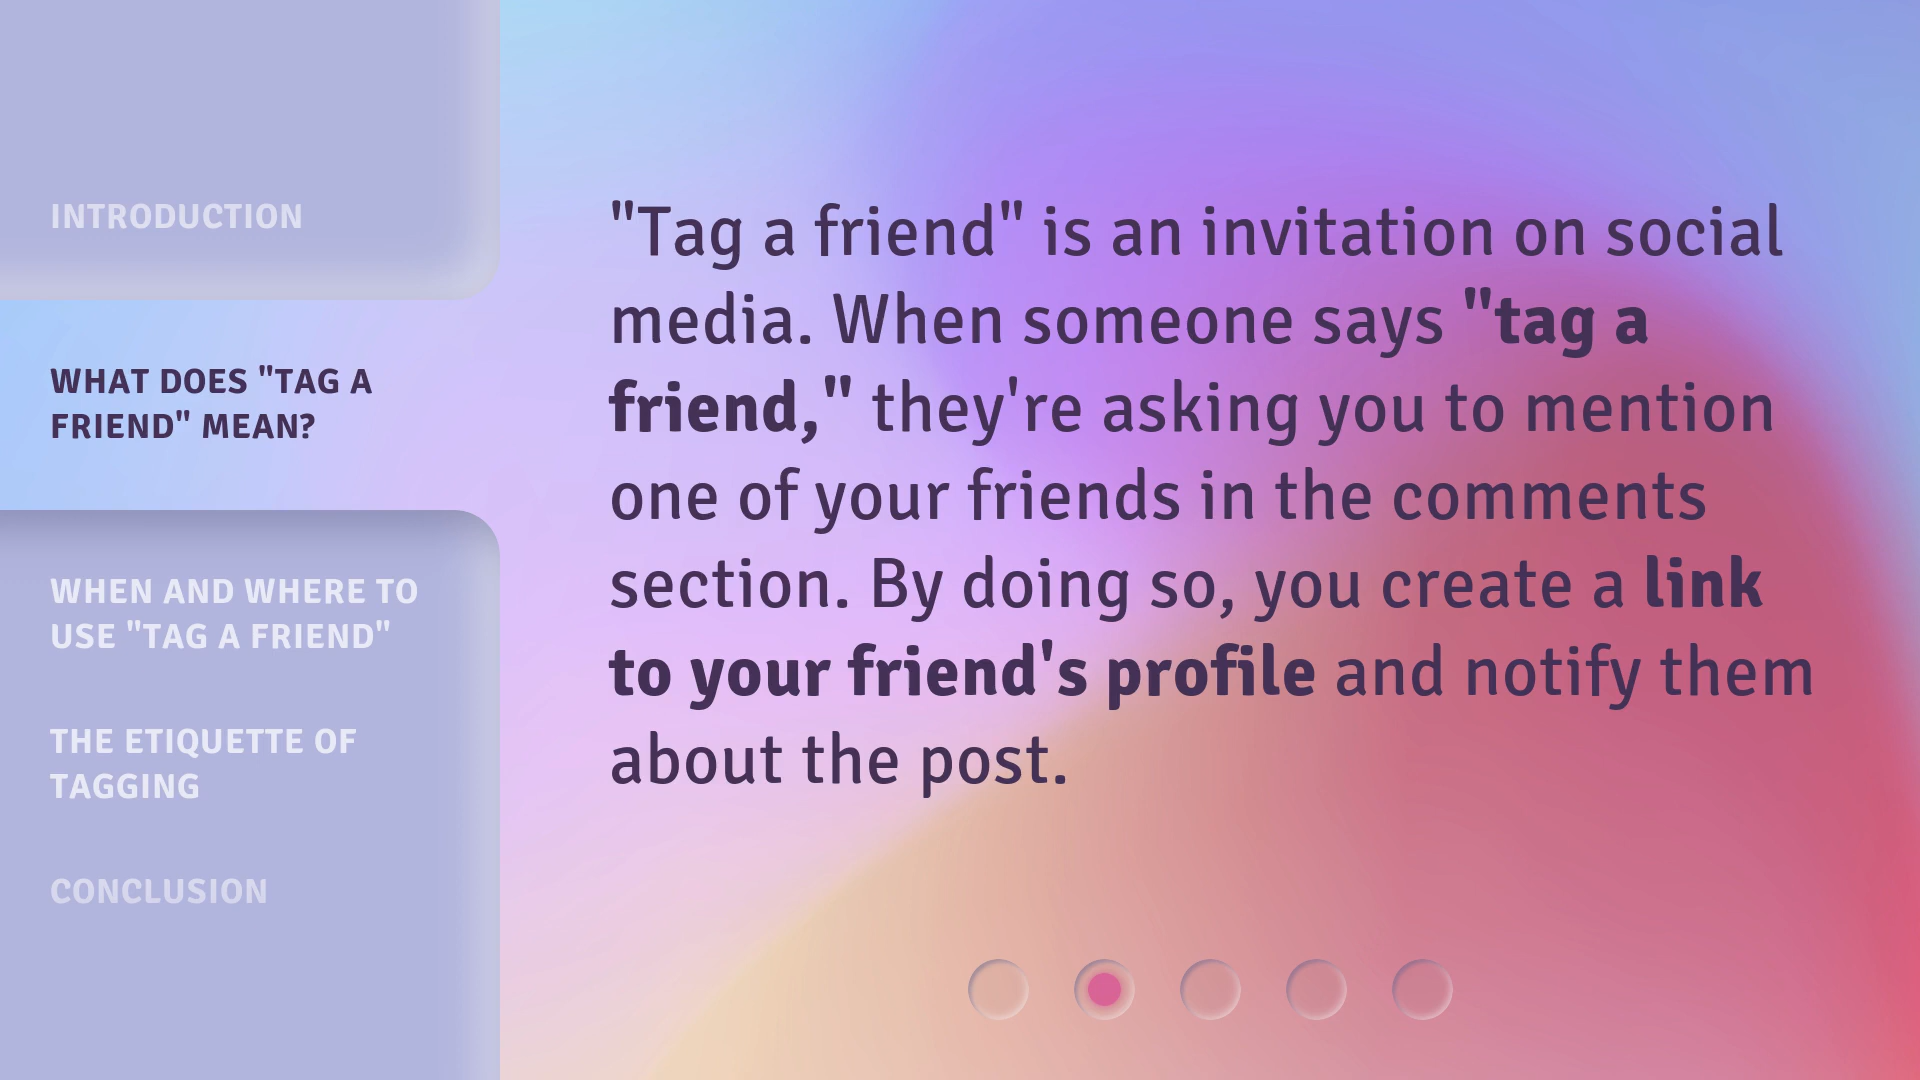 INTRODUCTION
WHAT DOES "TAG A
FRIEND" MEAN?
WHEN AND WHERE TO
USE "TAG A FRIEND"
THE ETIQUETTE OF
TAGGING
CONCLUSION
"Tag a friend" is an invitation on social
media. When someone says "tag a
friend," they're asking you to mention
one of your friends in the comments
section. By doing so, you create a link
to your friend's profile and notify them
about the post.